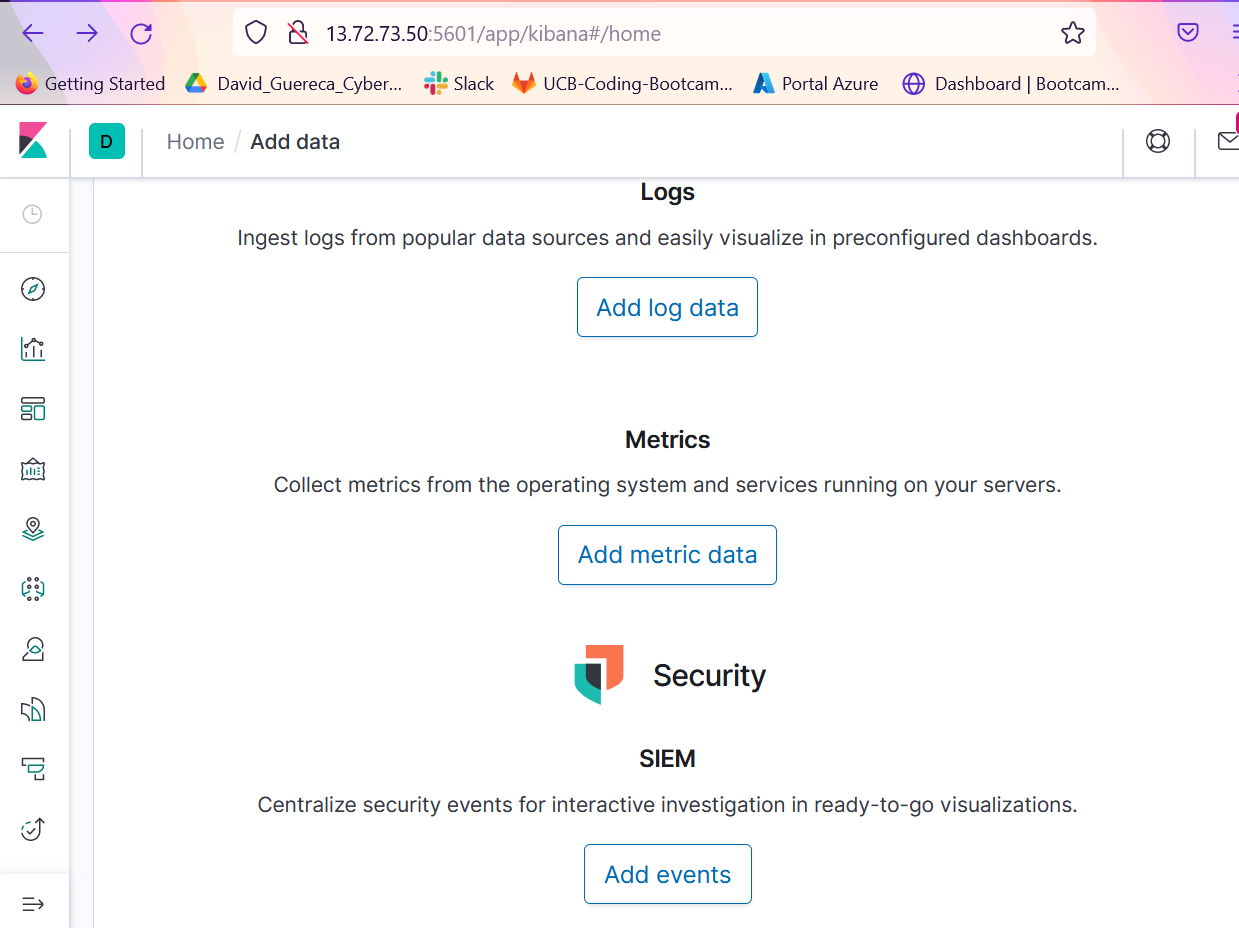 13.72.73.50:5601/app/kibana#/home
Getting Started David_Guereca_Cyber... Slack UCB-Coding-Bootcam... Portal Azure Dashboard | Bootcam...
D Home / Add data
Logs
Ingest logs from popular data sources and easily visualize in preconfigured dashboards.
Add log data
Metrics
Collect metrics from the operating system and services running on your servers.
Add metric data
Security
SIEM
Centralize security events for interactive investigation in ready-to-go visualizations.
Add events